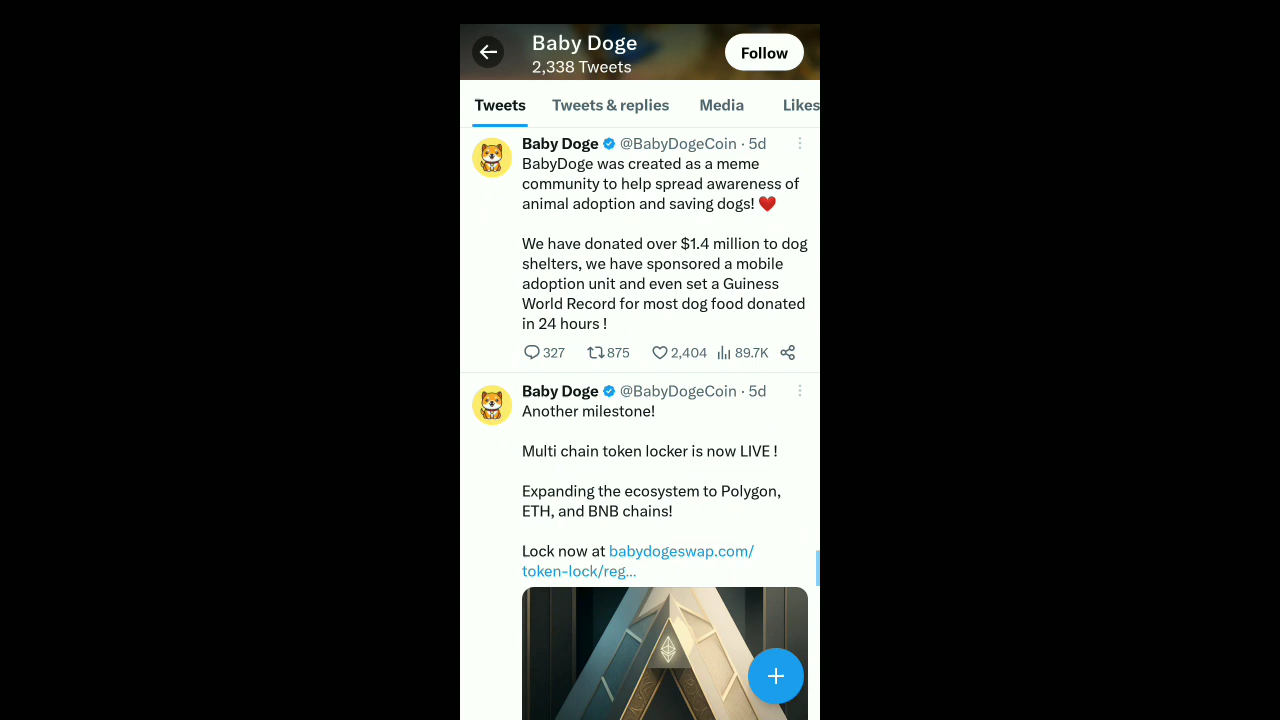 Baby Doge
2,338 Tweets
Follow
Tweets
Tweets & replies
Media
Likes
Baby Doge @BabyDogeCoin · 5d
BabyDoge was created as a meme
community to help spread awareness of
animal adoption and saving dogs! ❤️
We have donated over $1.4 million to dog
shelters, we have sponsored a mobile
adoption unit and even set a Guiness
World Record for most dog food donated
in 24 hours !
327 875 2,404 89.7K
Baby Doge @BabyDogeCoin · 5d
Another milestone!
Multi chain token locker is now LIVE !
Expanding the ecosystem to Polygon,
ETH, and BNB chains!
Lock now at babydogeswap.com/
token-lock/reg...